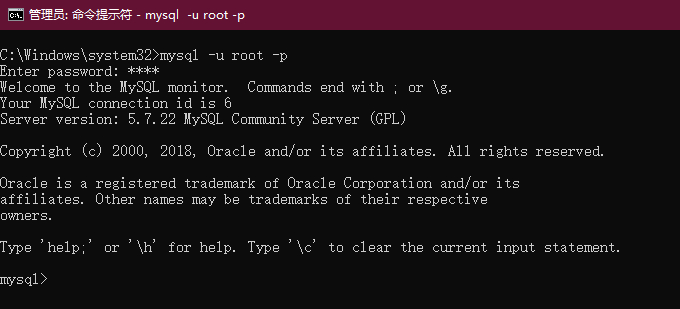 管理员: 命令提示符 - mysql  -u root -p
C:\Windows\system32>mysql -u root -p
Enter password: ****
Welcome to the MySQL monitor.  Commands end with ; or \g.
Your MySQL connection id is 6
Server version: 5.7.22 MySQL Community Server (GPL)
Copyright (c) 2000, 2018, Oracle and/or its affiliates. All rights reserved.
Oracle is a registered trademark of Oracle Corporation and/or its
affiliates. Other names may be trademarks of their respective
owners.
Type 'help;' or '\h' for help. Type '\c' to clear the current input statement.
mysql>